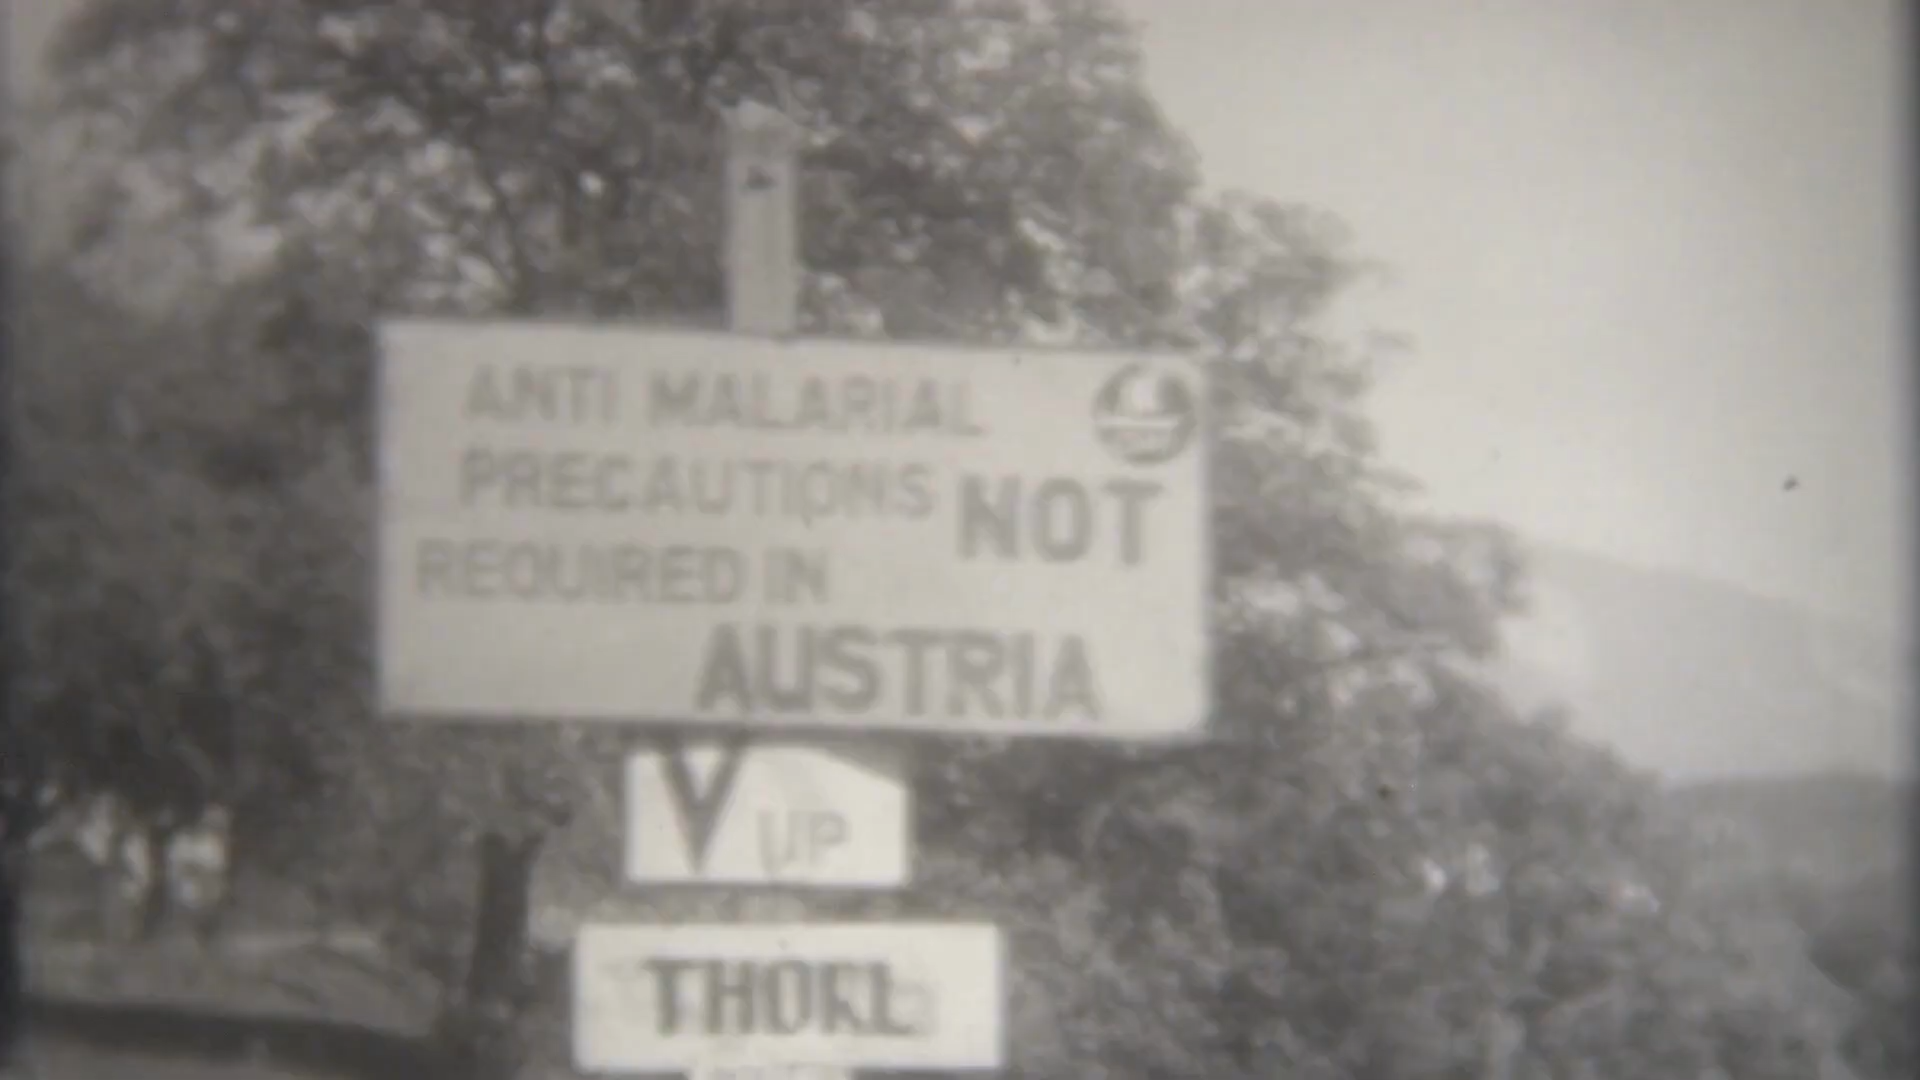 ANTI MALARIAL
PRECAUTIONS NOT
REQUIRED IN
AUSTRIA
V UP
THORL